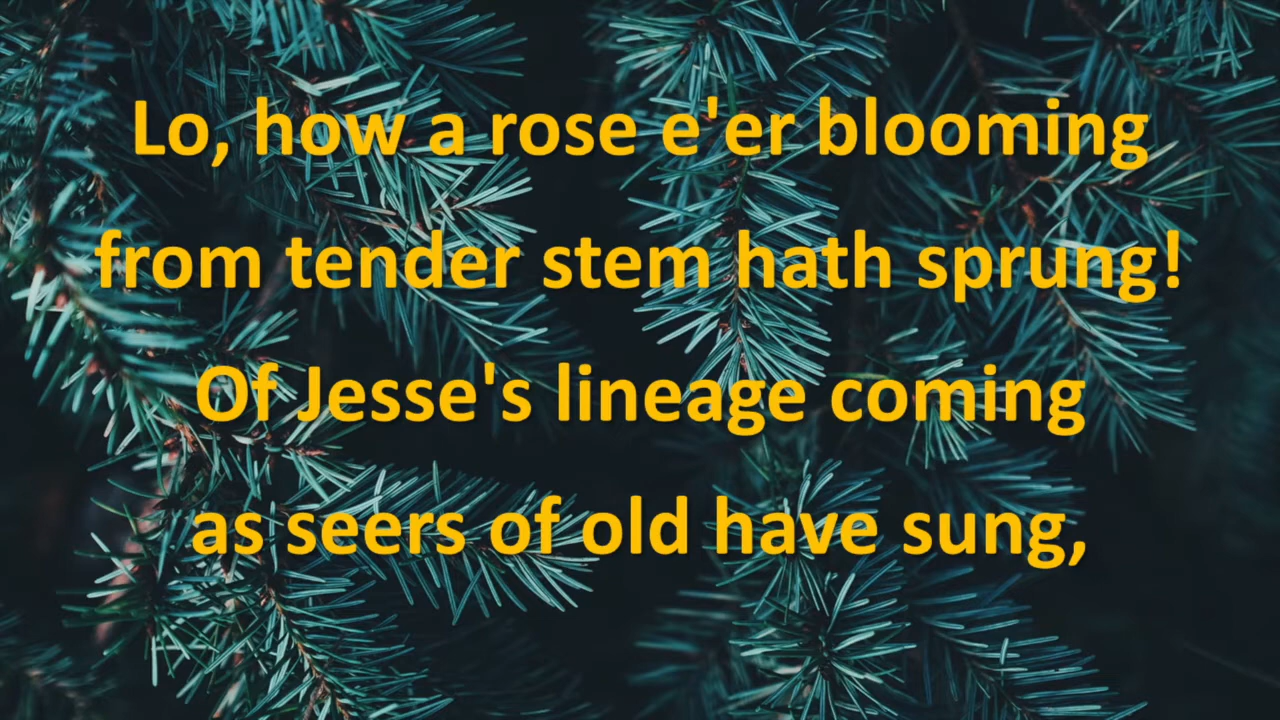 Lo, how a rose e'er blooming
from tender stem hath sprung!
Of Jesse's lineage coming
as seers of old have sung,